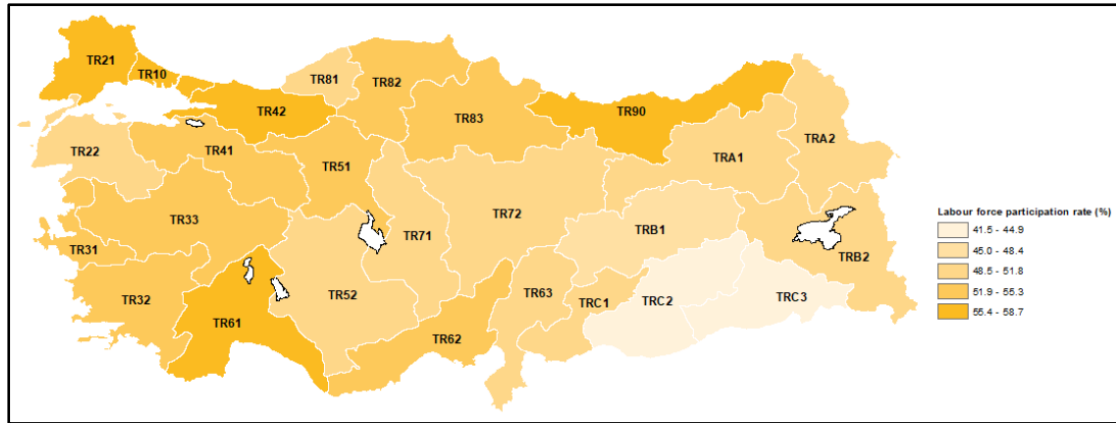 TR21
TR10
TR81
TR82
TR42
TR83
TR90
TR22
TR41
TR51
TRA1
TRA2
TR33
TR72
TR71
TRB1
TR31
TRB2
TR32
TR52
TR63
TRC1
TRC2
TRC3
TR61
TR62
Labour force participation rate (%)
41.5 - 44.9
45.0 - 48.4
48.5 - 51.8
51.9 - 55.3
55.4 - 58.7